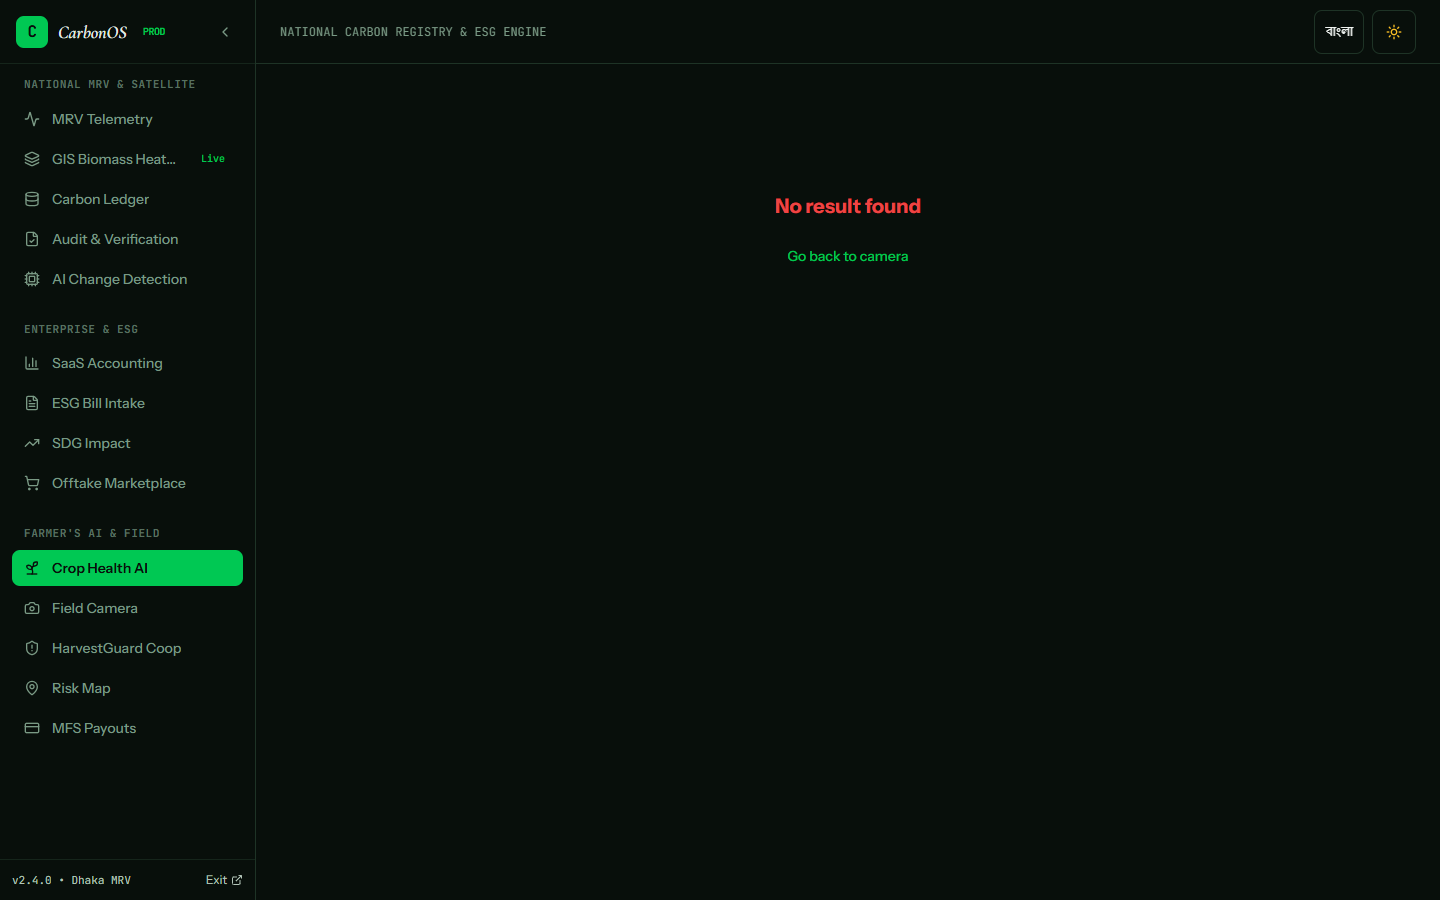 C CarbonOS PROD
NATIONAL CARBON REGISTRY & ESG ENGINE
বাংলা
NATIONAL MRV & SATELLITE
MRV Telemetry
GIS Biomass Heat... Live
Carbon Ledger
Audit & Verification
AI Change Detection
ENTERPRISE & ESG
SaaS Accounting
ESG Bill Intake
SDG Impact
Offtake Marketplace
FARMER'S AI & FIELD
Crop Health AI
Field Camera
HarvestGuard Coop
Risk Map
MFS Payouts
v2.4.0 • Dhaka MRV
Exit
No result found
Go back to camera